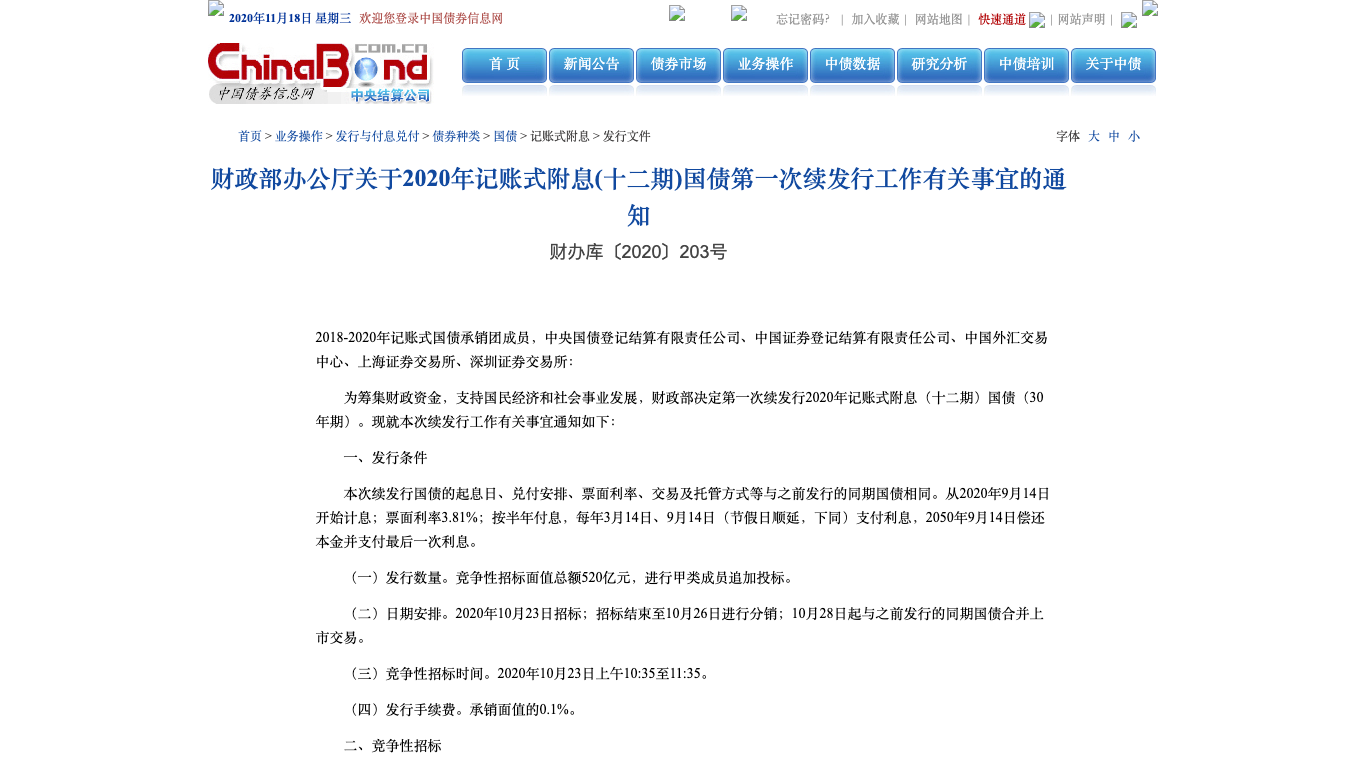 2020年11月18日 星期三 欢迎您登录中国债券信息网 忘记密码? | 加入收藏 | 网站地图 | 快速通道 | 网站声明 |
ChinaBond com.cn
中国债券信息网 中央结算公司
首 页 新闻公告 债券市场 业务操作 中债数据 研究分析 中债培训 关于中债
首页 > 业务操作 > 发行与付息兑付 > 债券种类 > 国债 > 记账式附息 > 发行文件 字体 大 中 小
财政部办公厅关于2020年记账式附息(十二期)国债第一次续发行工作有关事宜的通
知
财办库〔2020〕203号
2018-2020年记账式国债承销团成员，中央国债登记结算有限责任公司、中国证券登记结算有限责任公司、中国外汇交易
中心、上海证券交易所、深圳证券交易所：
为筹集财政资金，支持国民经济和社会事业发展，财政部决定第一次续发行2020年记账式附息（十二期）国债（30
年期）。现就本次续发行工作有关事宜通知如下：
一、发行条件
本次续发行国债的起息日、兑付安排、票面利率、交易及托管方式等与之前发行的同期国债相同。从2020年9月14日
开始计息；票面利率3.81%；按半年付息，每年3月14日、9月14日（节假日顺延，下同）支付利息，2050年9月14日偿还
本金并支付最后一次利息。
（一）发行数量。竞争性招标面值总额520亿元，进行甲类成员追加投标。
（二）日期安排。2020年10月23日招标；招标结束至10月26日进行分销；10月28日起与之前发行的同期国债合并上
市交易。
（三）竞争性招标时间。2020年10月23日上午10:35至11:35。
（四）发行手续费。承销面值的0.1%。
二、竞争性招标